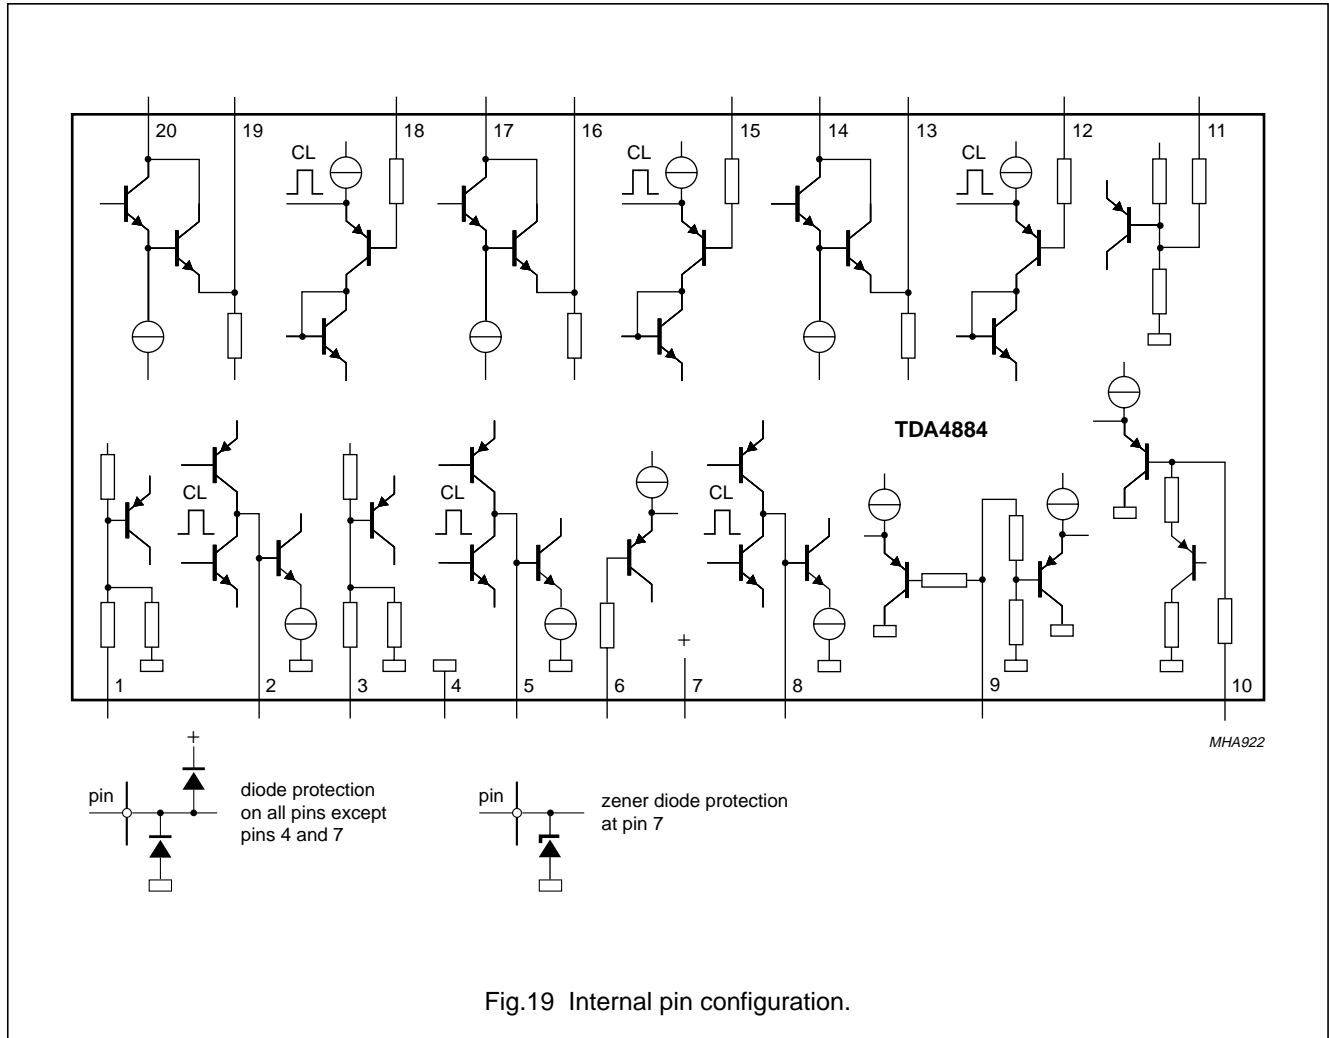 20 19 18 17 16 15 14 13 12 11
CL CL CL
TDA4884
CL CL CL
+
1 2 3 4 5 6 7 8 9 10
MHA922
+
pin
diode protection
on all pins except
pins 4 and 7
pin
zener diode protection
at pin 7
Fig.19 Internal pin configuration.